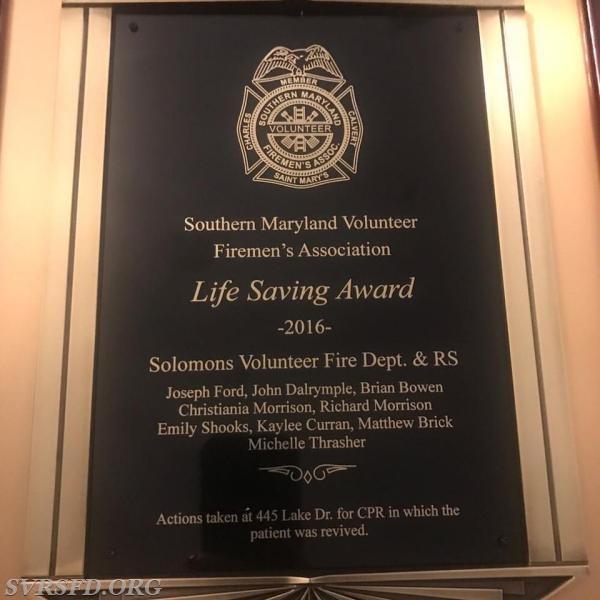 MEMBER
CHARLES
SOUTHERN MARYLAND
CALVERT
VOLUNTEER
FIREMEN'S ASSOC.
SAINT MARY'S
Southern Maryland Volunteer
Firemen's Association
Life Saving Award
-2016-
Solomons Volunteer Fire Dept. & RS
Joseph Ford, John Dalrymple, Brian Bowen
Christiania Morrison, Richard Morrison
Emily Shooks, Kaylee Curran, Matthew Brick
Michelle Thrasher
Actions taken at 445 Lake Dr. for CPR in which the
patient was revived.
SVRSFD.ORG